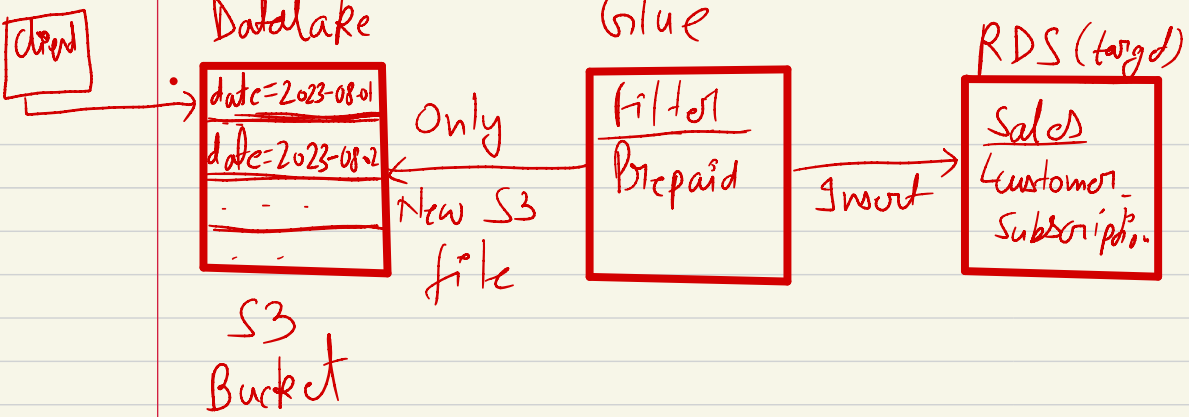 Client
Datalake
date=2023-08-01
date=2023-08-2
- - -
- -
S3
Bucket
Only
New S3
file
Glue
Filter
Prepaid
Insert
RDS (target)
Sales
Customer_
Subscription